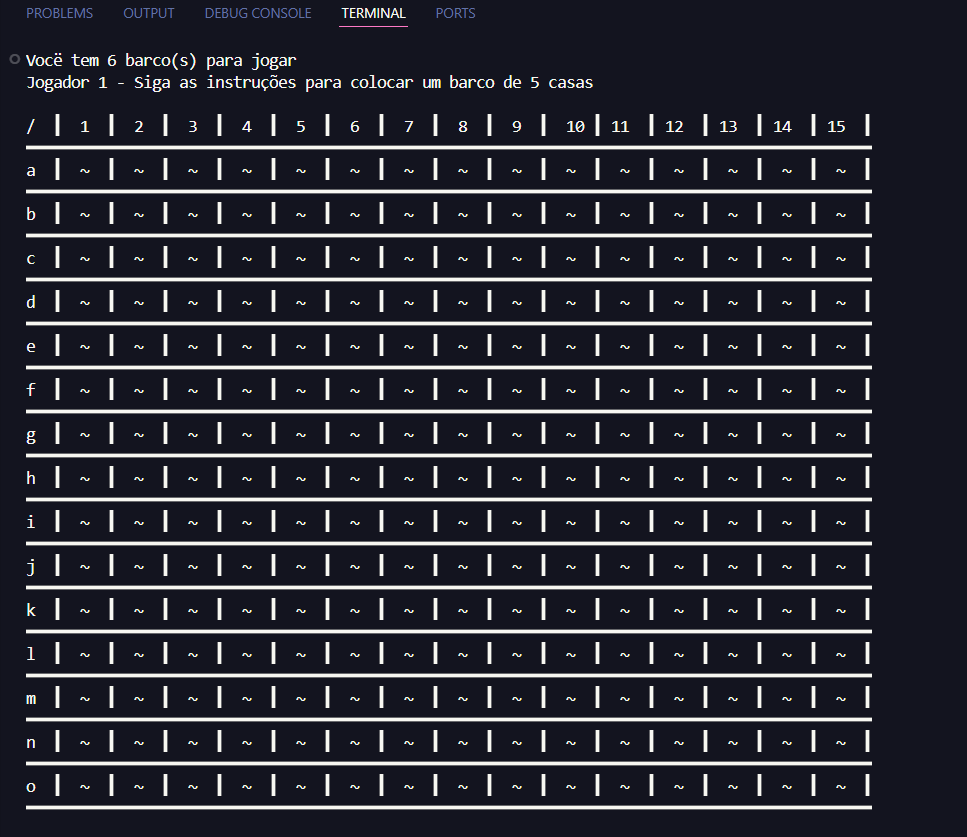 PROBLEMS OUTPUT DEBUG CONSOLE TERMINAL PORTS
Vocë tem 6 barco(s) para jogar
Jogador 1 - Siga as instruções para colocar um barco de 5 casas
/ | 1 | 2 | 3 | 4 | 5 | 6 | 7 | 8 | 9 | 10 | 11 | 12 | 13 | 14 | 15 |
a | ~ | ~ | ~ | ~ | ~ | ~ | ~ | ~ | ~ | ~ | ~ | ~ | ~ | ~ | ~ |
b | ~ | ~ | ~ | ~ | ~ | ~ | ~ | ~ | ~ | ~ | ~ | ~ | ~ | ~ | ~ |
c | ~ | ~ | ~ | ~ | ~ | ~ | ~ | ~ | ~ | ~ | ~ | ~ | ~ | ~ | ~ |
d | ~ | ~ | ~ | ~ | ~ | ~ | ~ | ~ | ~ | ~ | ~ | ~ | ~ | ~ | ~ |
e | ~ | ~ | ~ | ~ | ~ | ~ | ~ | ~ | ~ | ~ | ~ | ~ | ~ | ~ | ~ |
f | ~ | ~ | ~ | ~ | ~ | ~ | ~ | ~ | ~ | ~ | ~ | ~ | ~ | ~ | ~ |
g | ~ | ~ | ~ | ~ | ~ | ~ | ~ | ~ | ~ | ~ | ~ | ~ | ~ | ~ | ~ |
h | ~ | ~ | ~ | ~ | ~ | ~ | ~ | ~ | ~ | ~ | ~ | ~ | ~ | ~ | ~ |
i | ~ | ~ | ~ | ~ | ~ | ~ | ~ | ~ | ~ | ~ | ~ | ~ | ~ | ~ | ~ |
j | ~ | ~ | ~ | ~ | ~ | ~ | ~ | ~ | ~ | ~ | ~ | ~ | ~ | ~ | ~ |
k | ~ | ~ | ~ | ~ | ~ | ~ | ~ | ~ | ~ | ~ | ~ | ~ | ~ | ~ | ~ |
l | ~ | ~ | ~ | ~ | ~ | ~ | ~ | ~ | ~ | ~ | ~ | ~ | ~ | ~ | ~ |
m | ~ | ~ | ~ | ~ | ~ | ~ | ~ | ~ | ~ | ~ | ~ | ~ | ~ | ~ | ~ |
n | ~ | ~ | ~ | ~ | ~ | ~ | ~ | ~ | ~ | ~ | ~ | ~ | ~ | ~ | ~ |
o | ~ | ~ | ~ | ~ | ~ | ~ | ~ | ~ | ~ | ~ | ~ | ~ | ~ | ~ | ~ |